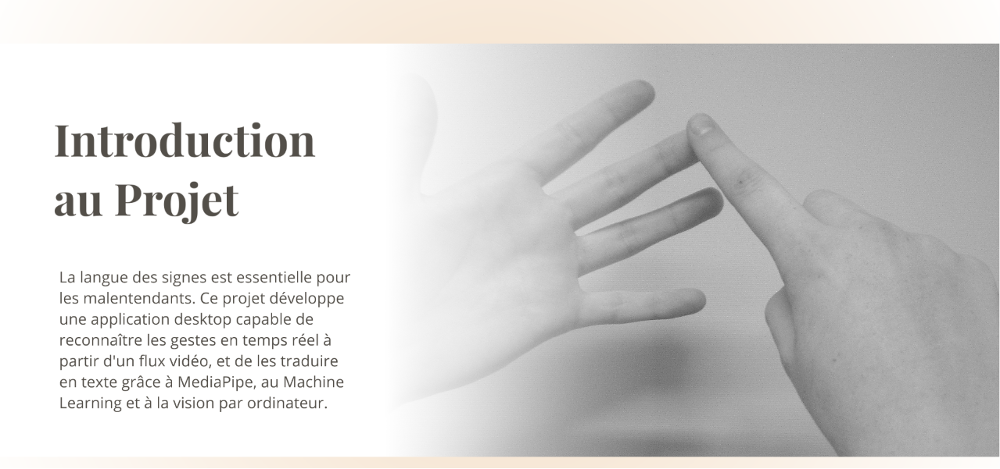 Introduction
au Projet
La langue des signes est essentielle pour
les malentendants. Ce projet développe
une application desktop capable de
reconnaître les gestes en temps réel à
partir d'un flux vidéo, et de les traduire
en texte grâce à MediaPipe, au Machine
Learning et à la vision par ordinateur.